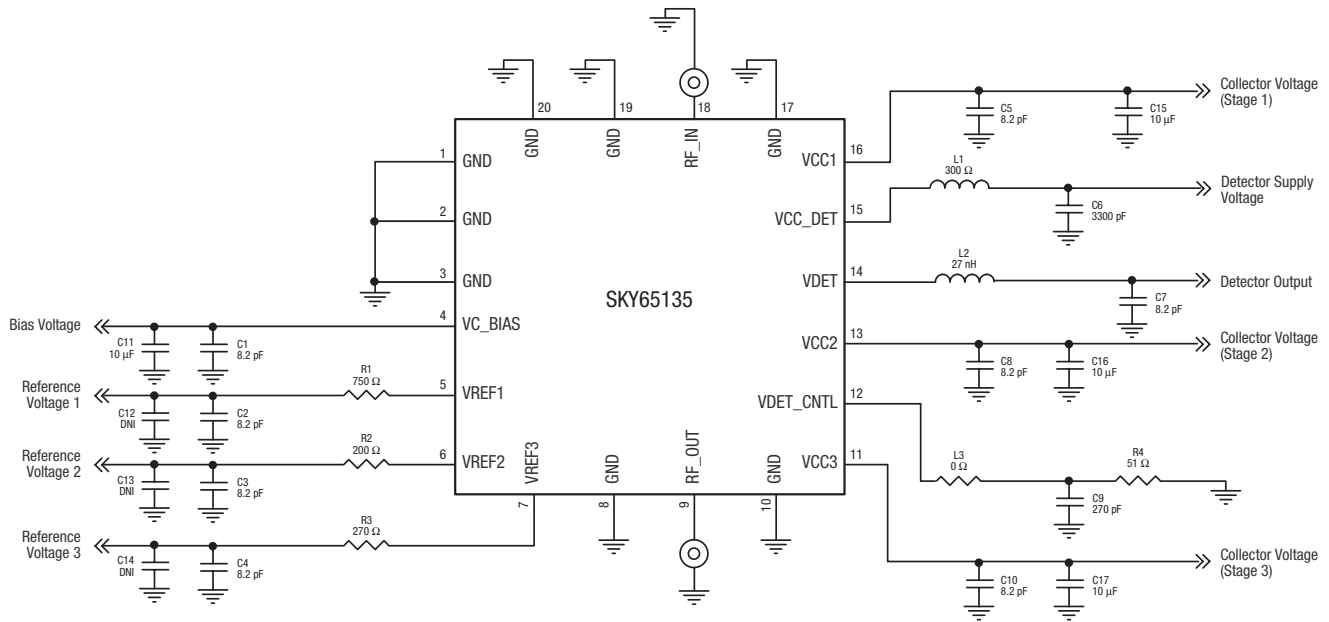 20
19
18
17
GND
GND
RF_IN
GND
1
GND
2
GND
3
GND
SKY65135
Bias Voltage
4
VC_BIAS
C11
10 µF
C1
8.2 pF
Reference
Voltage 1
R1
750 Ω
5
VREF1
C12
DNI
C2
8.2 pF
Reference
Voltage 2
R2
200 Ω
6
VREF2
C13
DNI
C3
8.2 pF
Reference
Voltage 3
R3
270 Ω
C14
DNI
C4
8.2 pF
VREF3
GND
RF_OUT
GND
7
8
9
10
VCC1
16
C5
8.2 pF
C15
10 µF
Collector Voltage
(Stage 1)
VCC_DET
15
L1
300 Ω
C6
3300 pF
Detector Supply
Voltage
VDET
14
L2
27 nH
C7
8.2 pF
Detector Output
VCC2
13
C8
8.2 pF
C16
10 µF
Collector Voltage
(Stage 2)
VDET_CNTL
12
L3
0 Ω
C9
270 pF
R4
51 Ω
VCC3
11
C10
8.2 pF
C17
10 µF
Collector Voltage
(Stage 3)